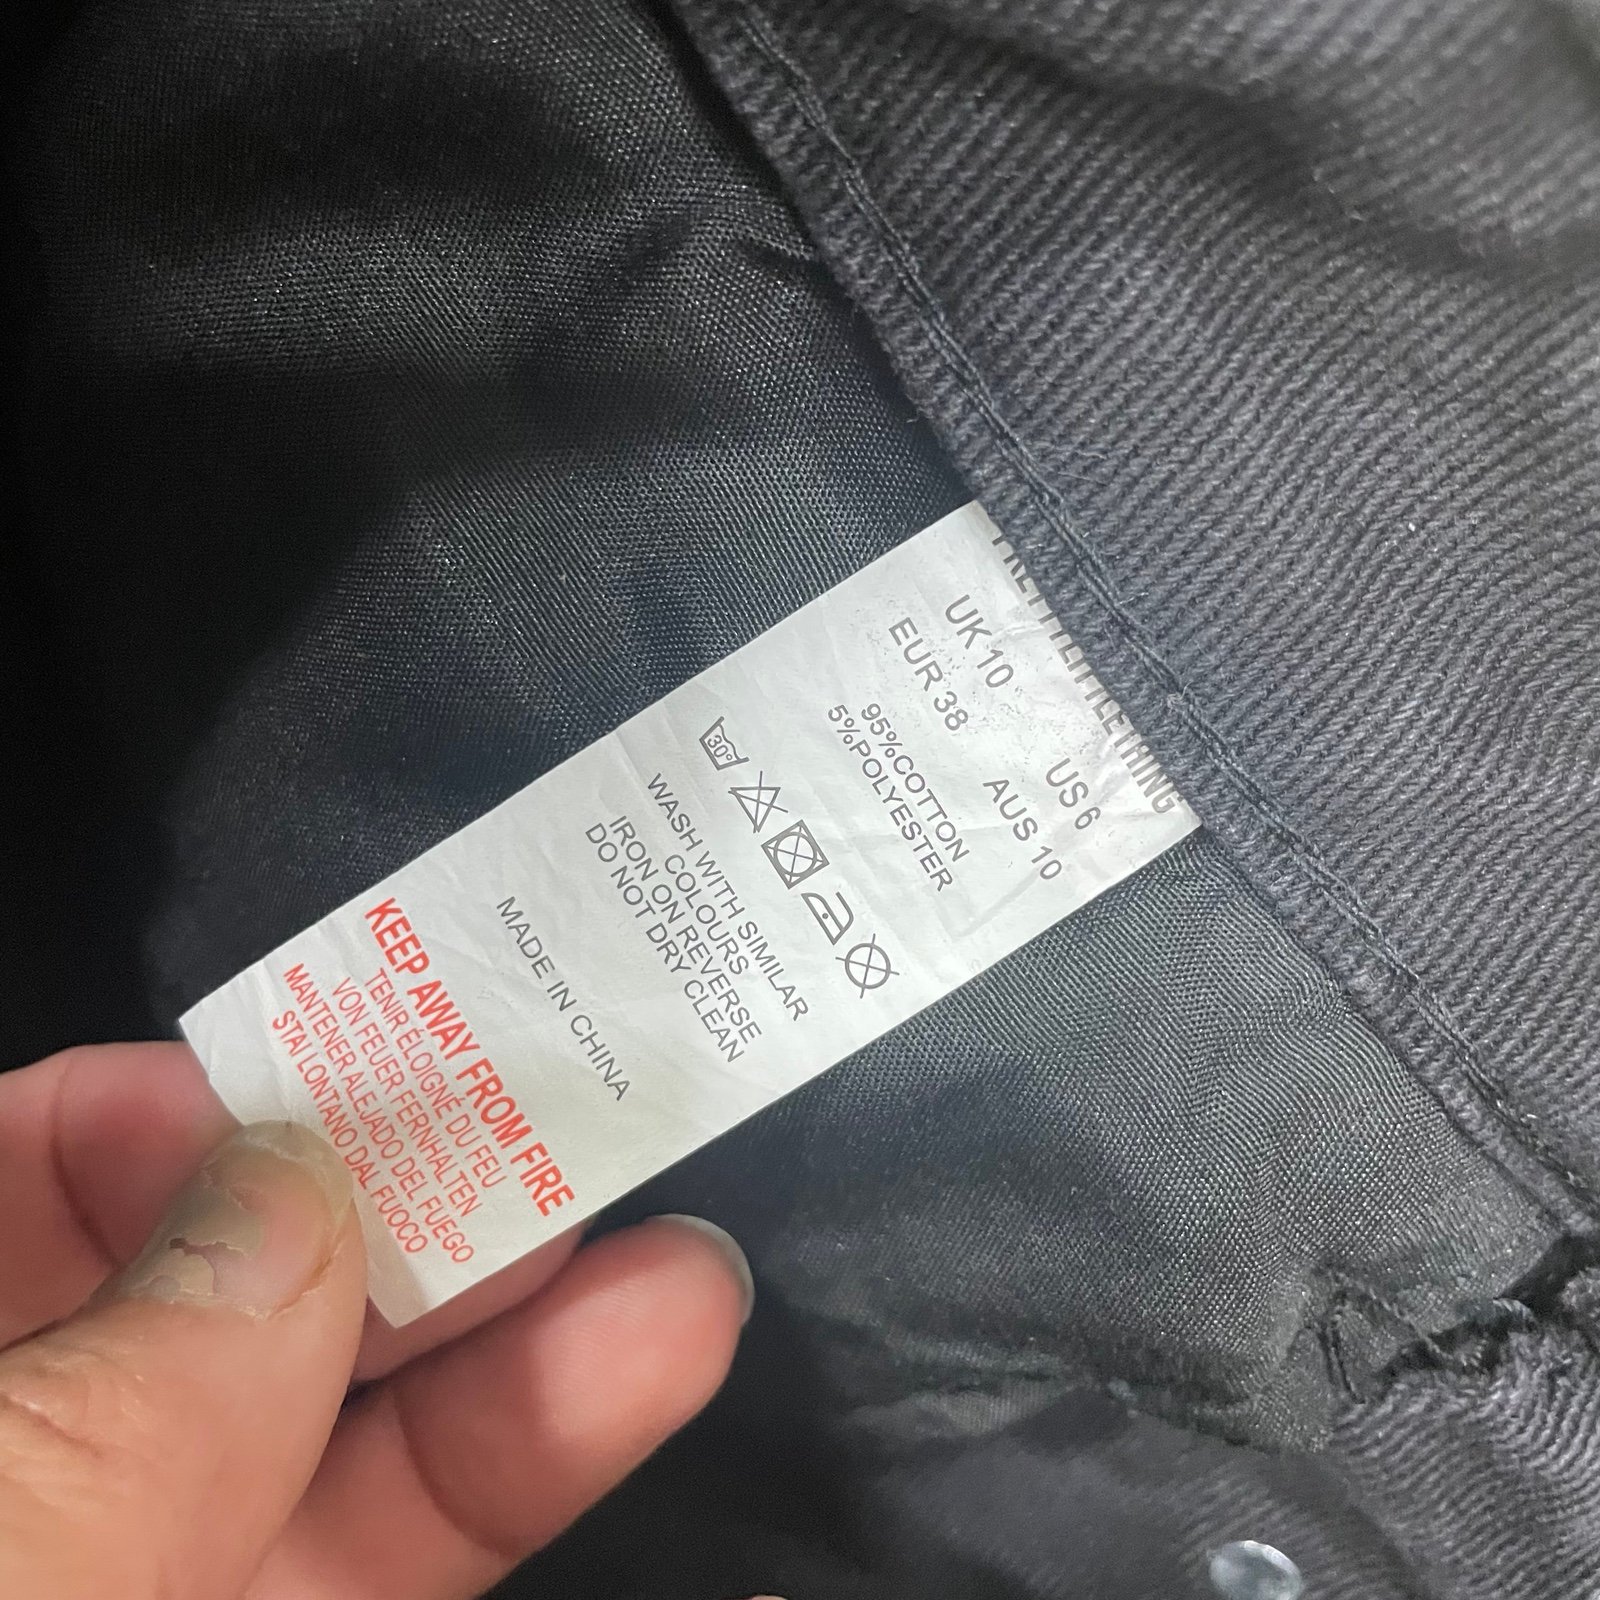 PRETTYLITTLETHING
UK 10 US 6
EUR 38 AUS 10
95%COTTON
5%POLYESTER
30°
WASH WITH SIMILAR
COLOURS
IRON ON REVERSE
DO NOT DRY CLEAN
MADE IN CHINA
KEEP AWAY FROM FIRE
TENIR ÉLOIGNÉ DU FEU
VON FEUER FERNHALTEN
MANTENER ALEJADO DEL FUEGO
STAI LONTANO DAL FUOCO